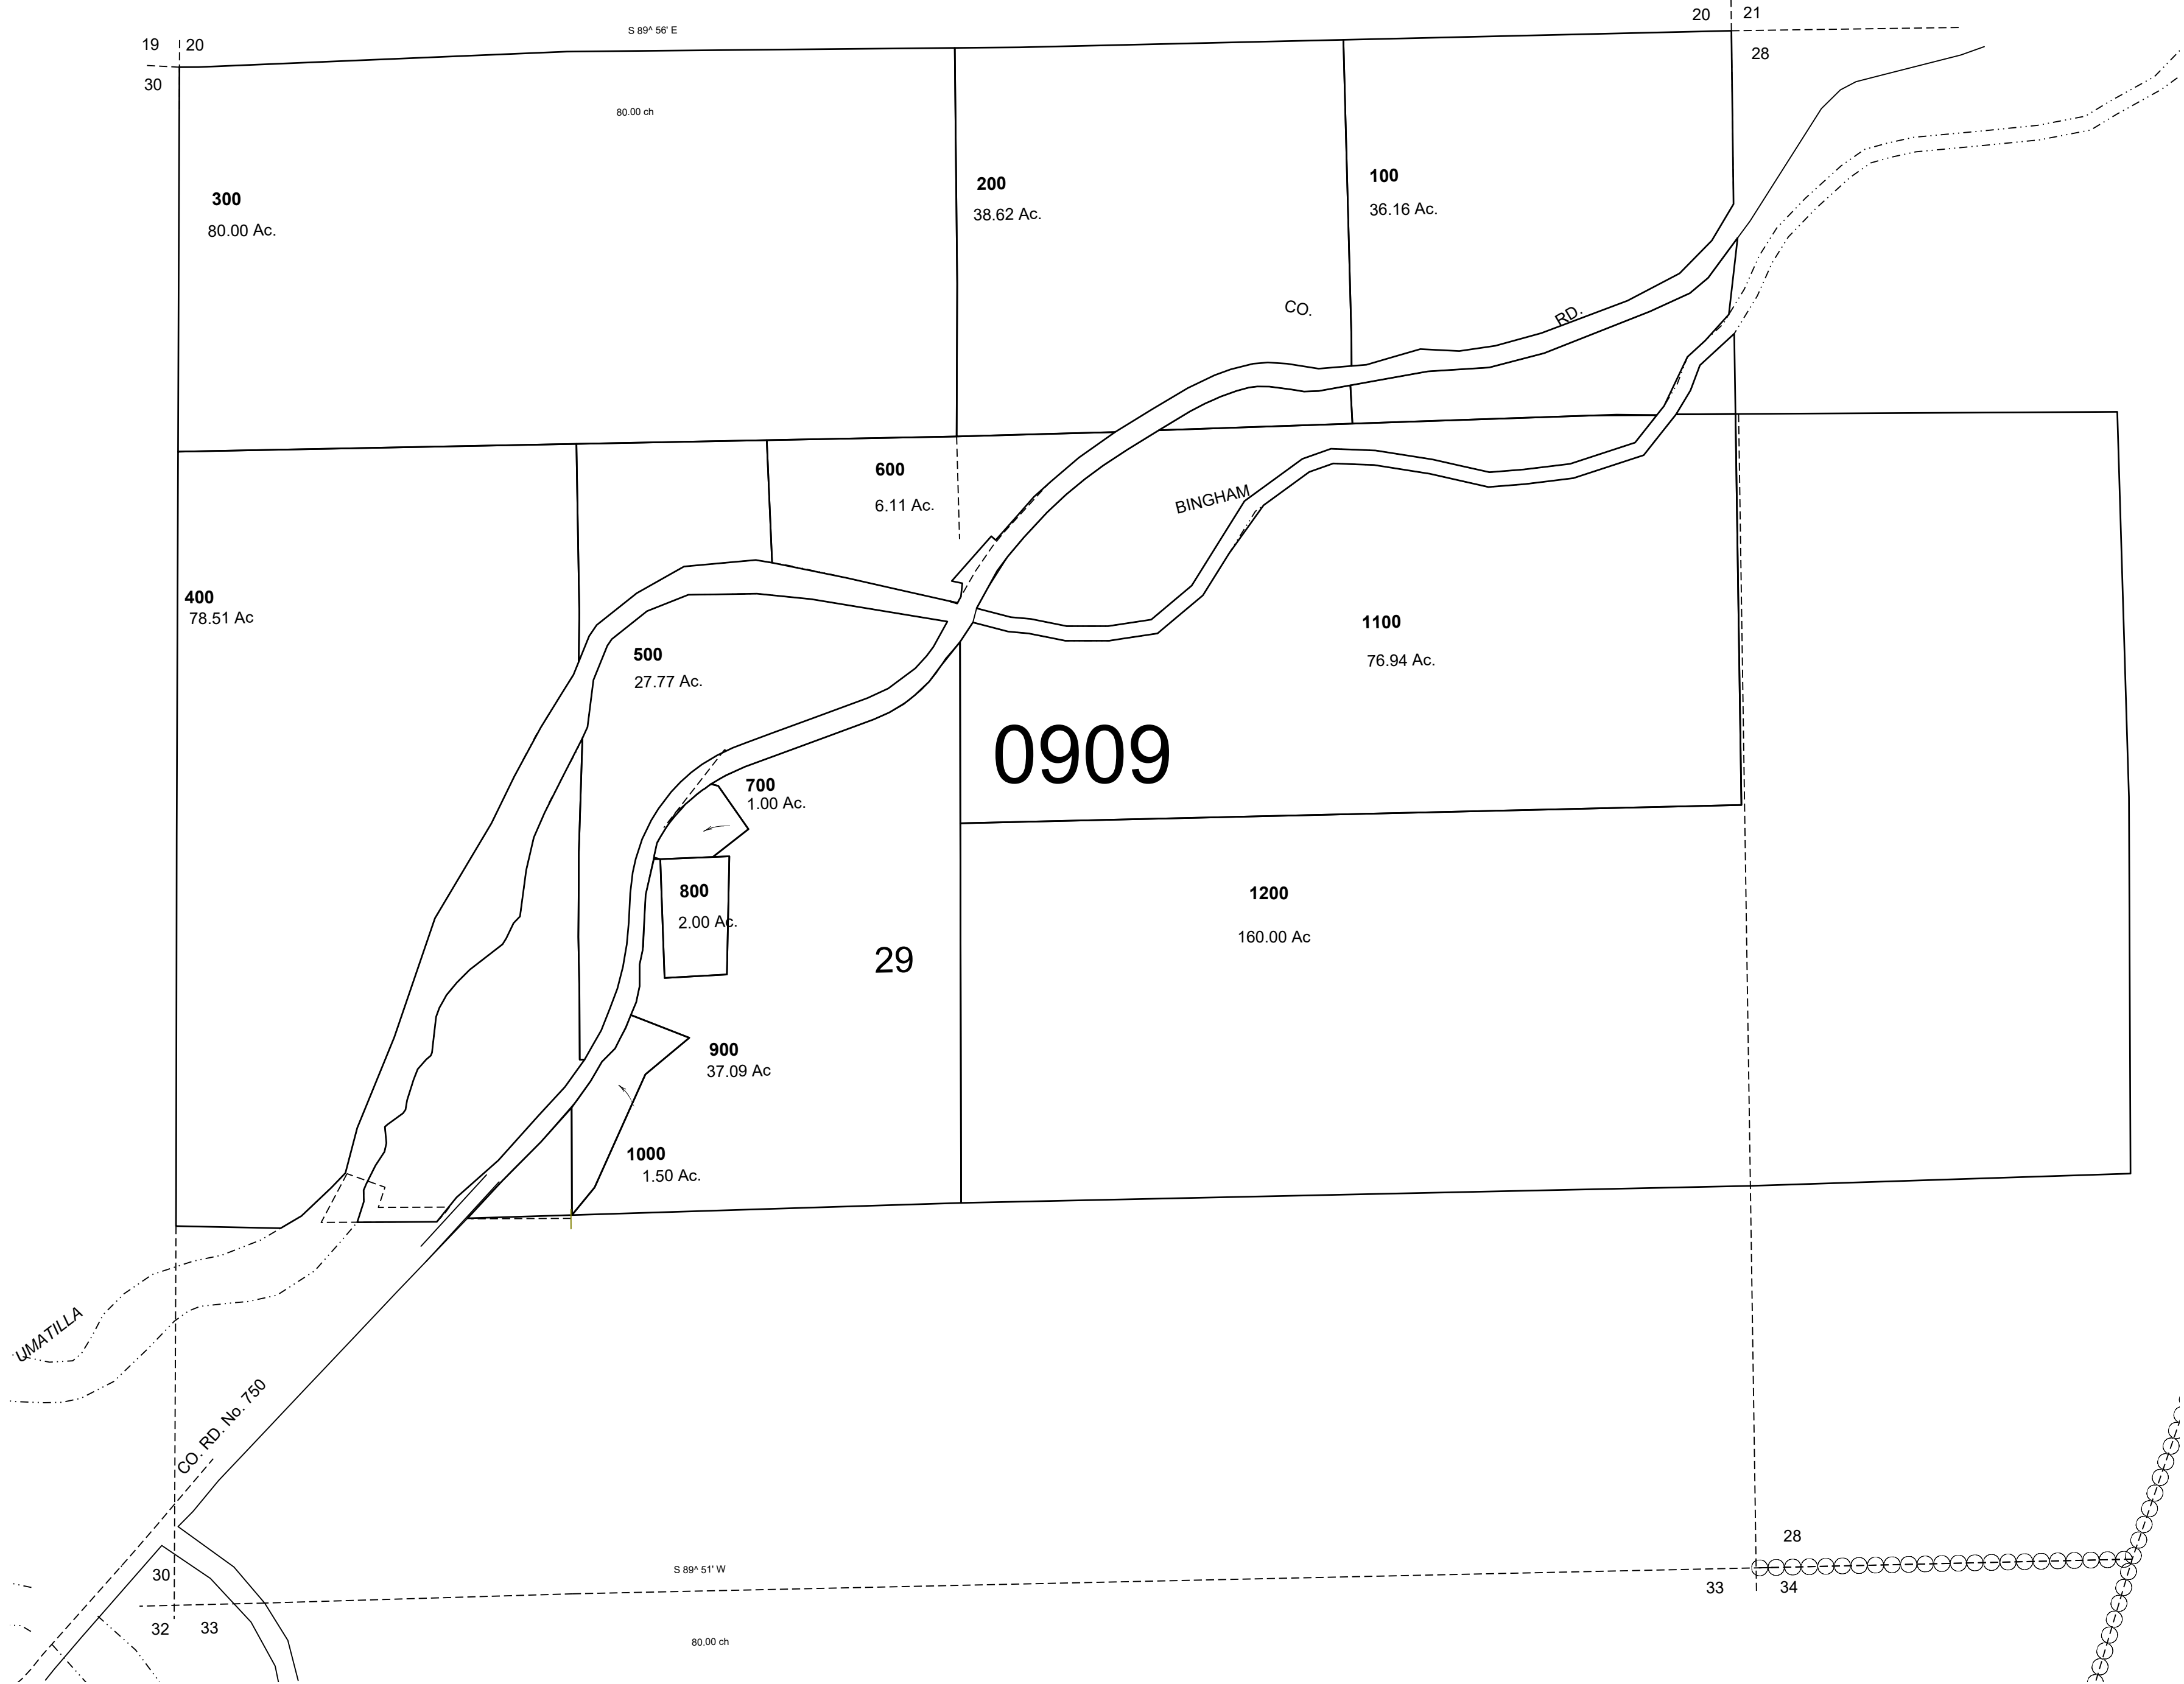 20 21
19 20
S 89^ 56' E
28
30
80.00 ch
300
80.00 Ac.
200
38.62 Ac.
100
36.16 Ac.
CO. RD.
600
6.11 Ac.
BINGHAM
400
78.51 Ac
500
27.77 Ac.
1100
76.94 Ac.
0909
700
1.00 Ac.
800
2.00 Ac.
29
1200
160.00 Ac
900
37.09 Ac
1000
1.50 Ac.
UMATILLA
CO. RD. No. 750
28
30
S 89^ 51' W
33 34
32 33
80.00 ch